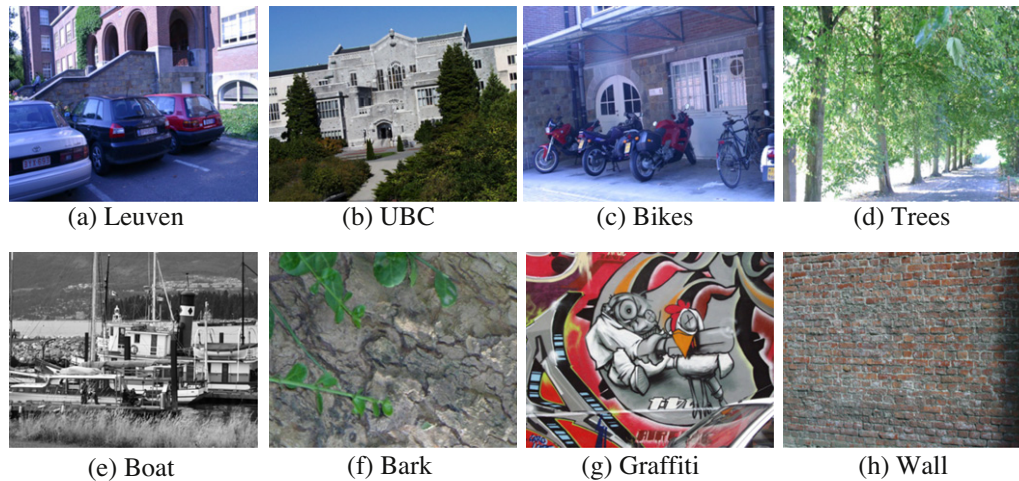 (a) Leuven
(b) UBC
(c) Bikes
(d) Trees
(e) Boat
(f) Bark
(g) Graffiti
(h) Wall